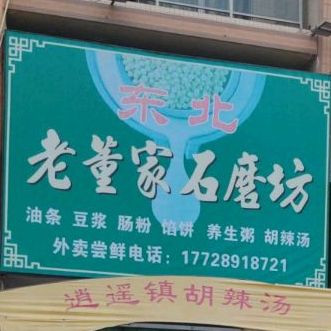 东北
老董家石磨坊
油条 豆浆 肠粉 馅饼 养生粥 胡辣汤
外卖尝鲜电话：17728918721
逍遥镇胡辣汤